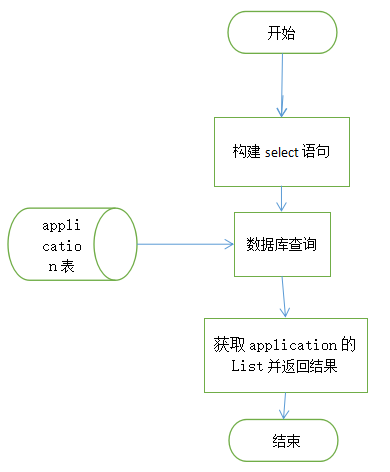 开始
构建 select 语句
appli
catio
n 表
数据库查询
获取 application 的
List 并返回结果
结束